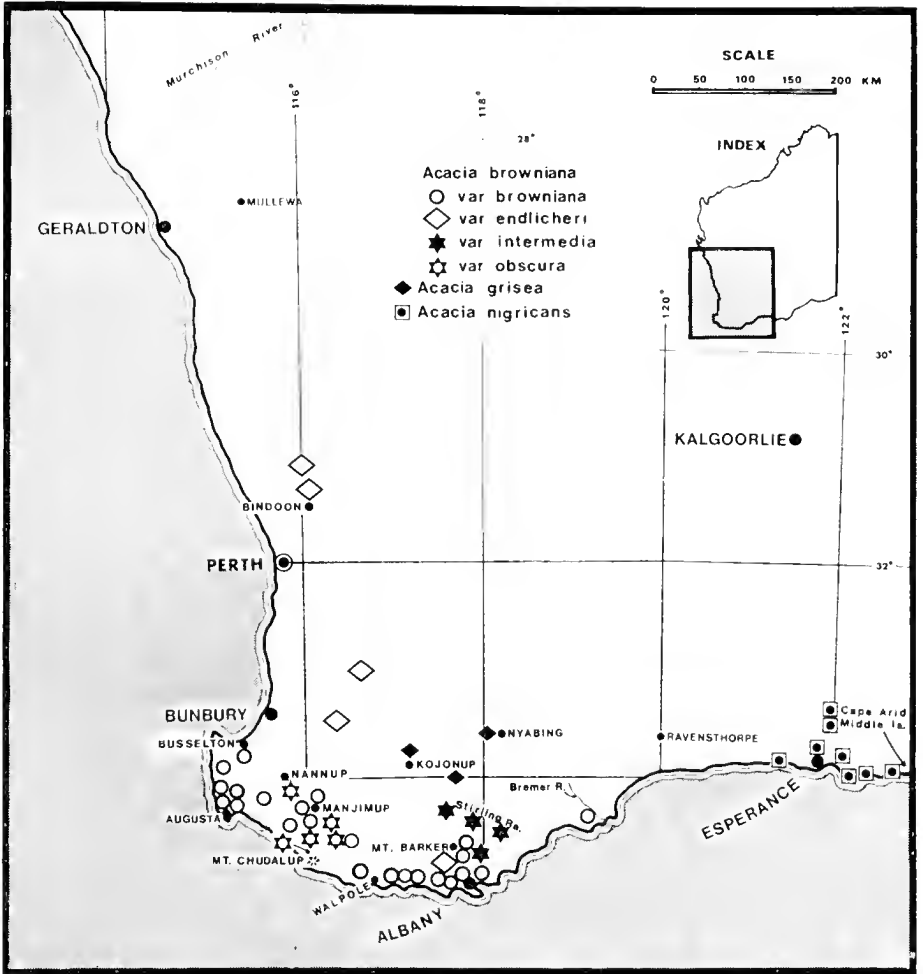 Murchison River
SCALE
0 50 100 150 200 KM
116°
118°
28°
INDEX
Acacia browniana
var browniana
var endlicheri
var intermedia
var obscura
Acacia grisea
Acacia nigricans
MULLEWA
GERALDTON
120°
122°
30°
KALGOORLIE
BINDOON
PERTH
32°
BUNBURY
BUSSELTON
NYABING
RAVENSTHORPE
Cape Arid
Middle Is.
KOJONUP
NANNUP
Bremer R.
MANJIMUP
Stirling Ra.
AUGUSTA
ESPERANCE
MT. BARKER
MT. CHUDALUP
WALPOLE
ALBANY